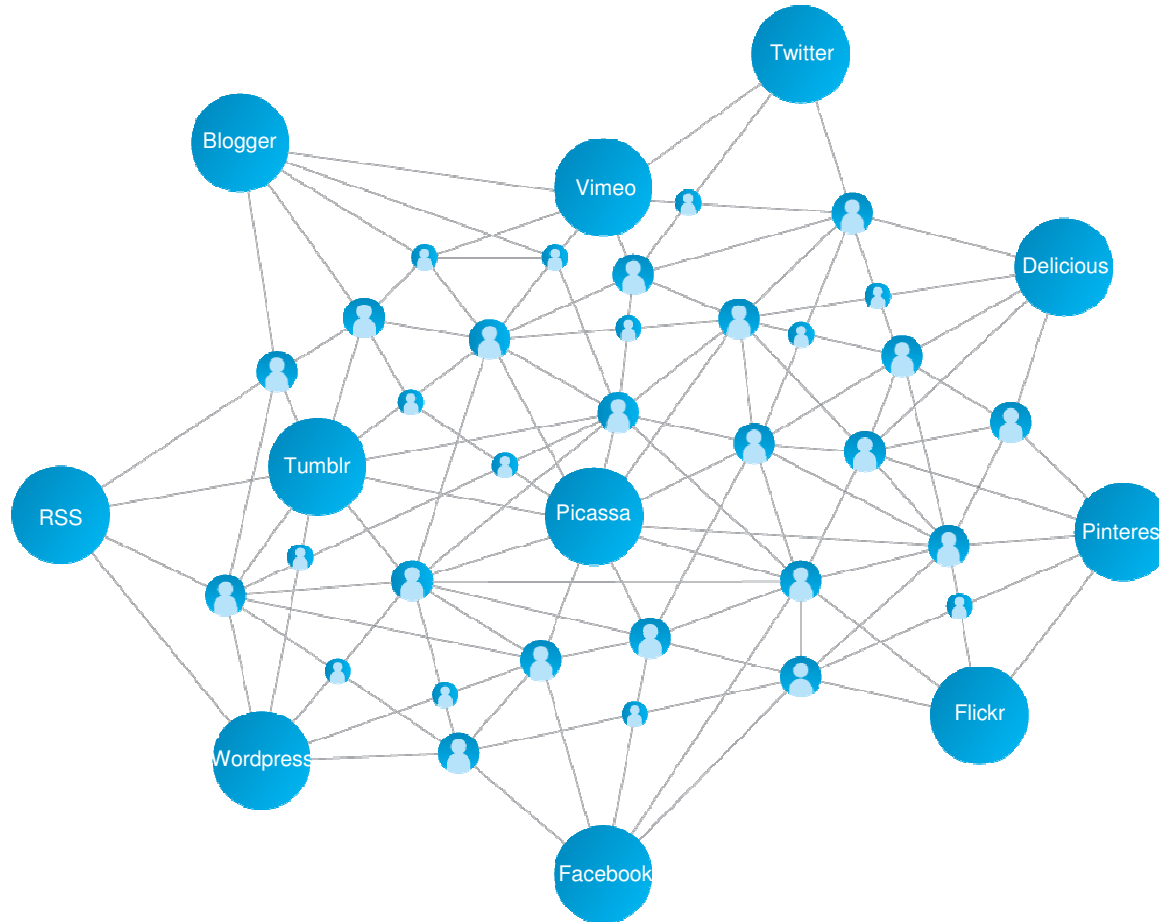 Twitter
Blogger
Vimeo
Delicious
Tumblr
RSS
Picassa
Pinteres
Flickr
Wordpress
Facebook